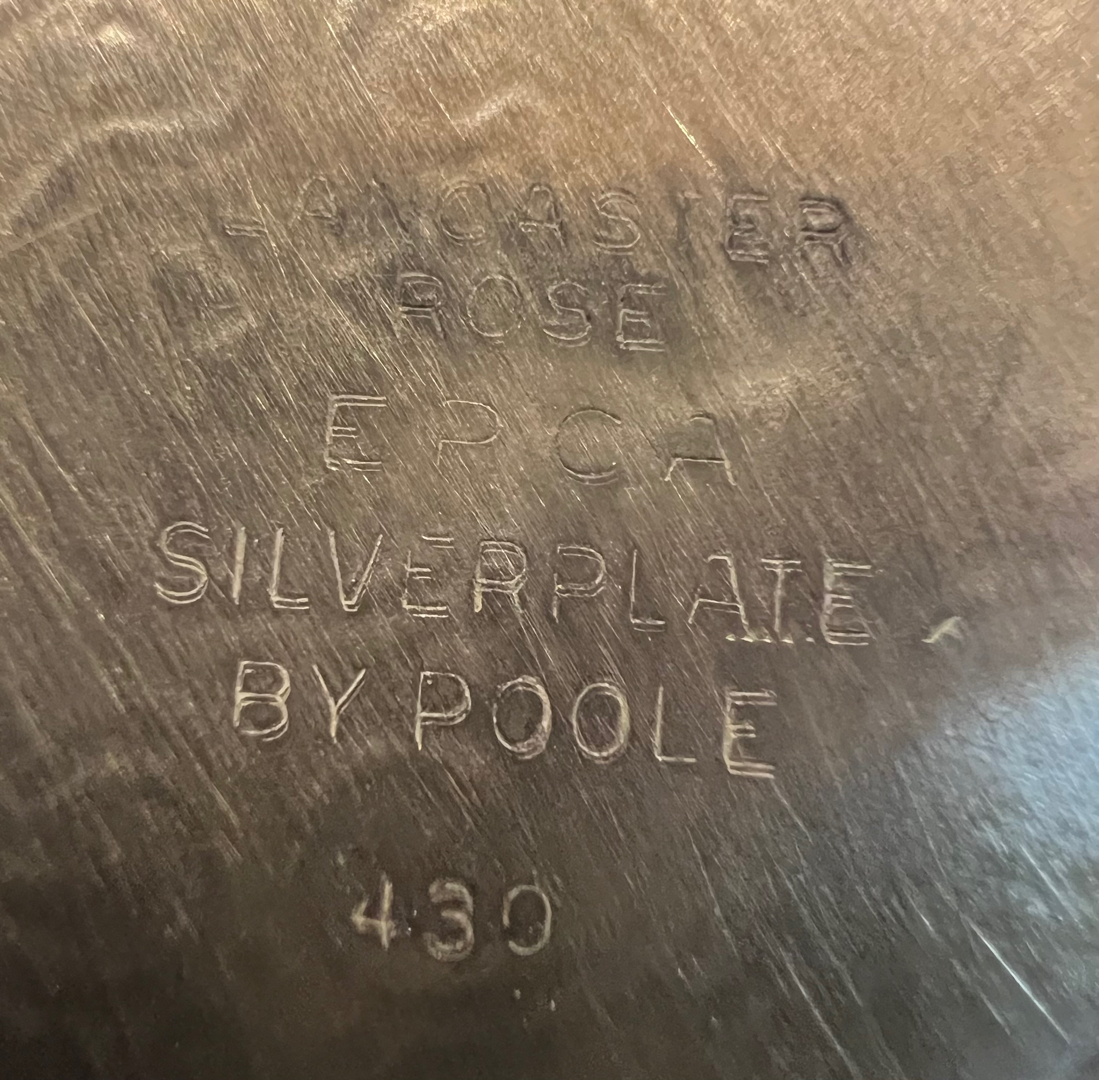 LANCASTER
ROSE
EPCA
SILVERPLATE
BY POOLE
430